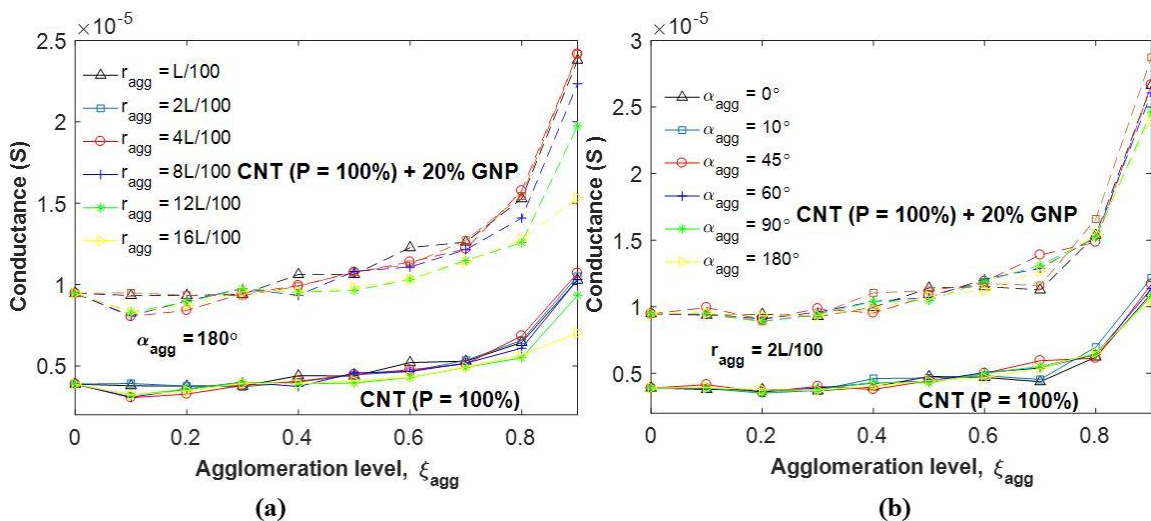 ×10⁻⁵
2.5
2
1.5
1
0.5
Conductance (S)
r_agg = L/100
r_agg = 2L/100
r_agg = 4L/100
r_agg = 8L/100
r_agg = 12L/100
r_agg = 16L/100
CNT (P = 100%) + 20% GNP
α_agg = 180°
CNT (P = 100%)
0 0.2 0.4 0.6 0.8
Agglomeration level, ξ_agg
(a)
×10⁻⁵
3
2.5
2
1.5
1
0.5
Conductance (S )
α_agg = 0°
α_agg = 10°
α_agg = 45°
α_agg = 60°
α_agg = 90°
α_agg = 180°
CNT (P = 100%) + 20% GNP
r_agg = 2L/100
CNT (P = 100%)
0 0.2 0.4 0.6 0.8
Agglomeration level, ξ_agg
(b)